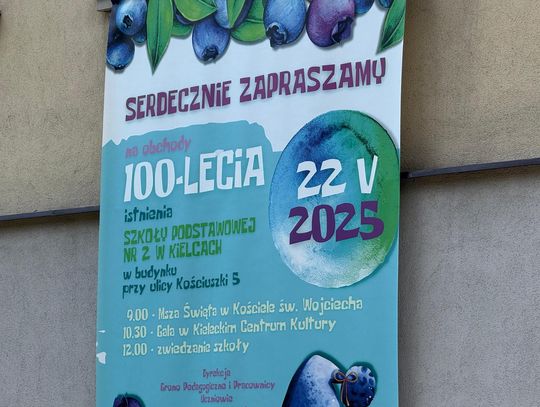 SERDECZNIE ZAPRASZAMY
na obchody
100-LECIA
istnienia
SZKOŁY PODSTAWOWEJ
NR 2 W KIELCACH
w budynku
przy ulicy Kościuszki 5
22 V
2025
9.00 - Msza Święta w Kościele św. Wojciecha
10.30 - Gala w Kieleckim Centrum Kultury
12.00 - zwiedzanie szkoły
Dyrekcja
Grono Pedagogiczne i Pracownicy
Uczniowie